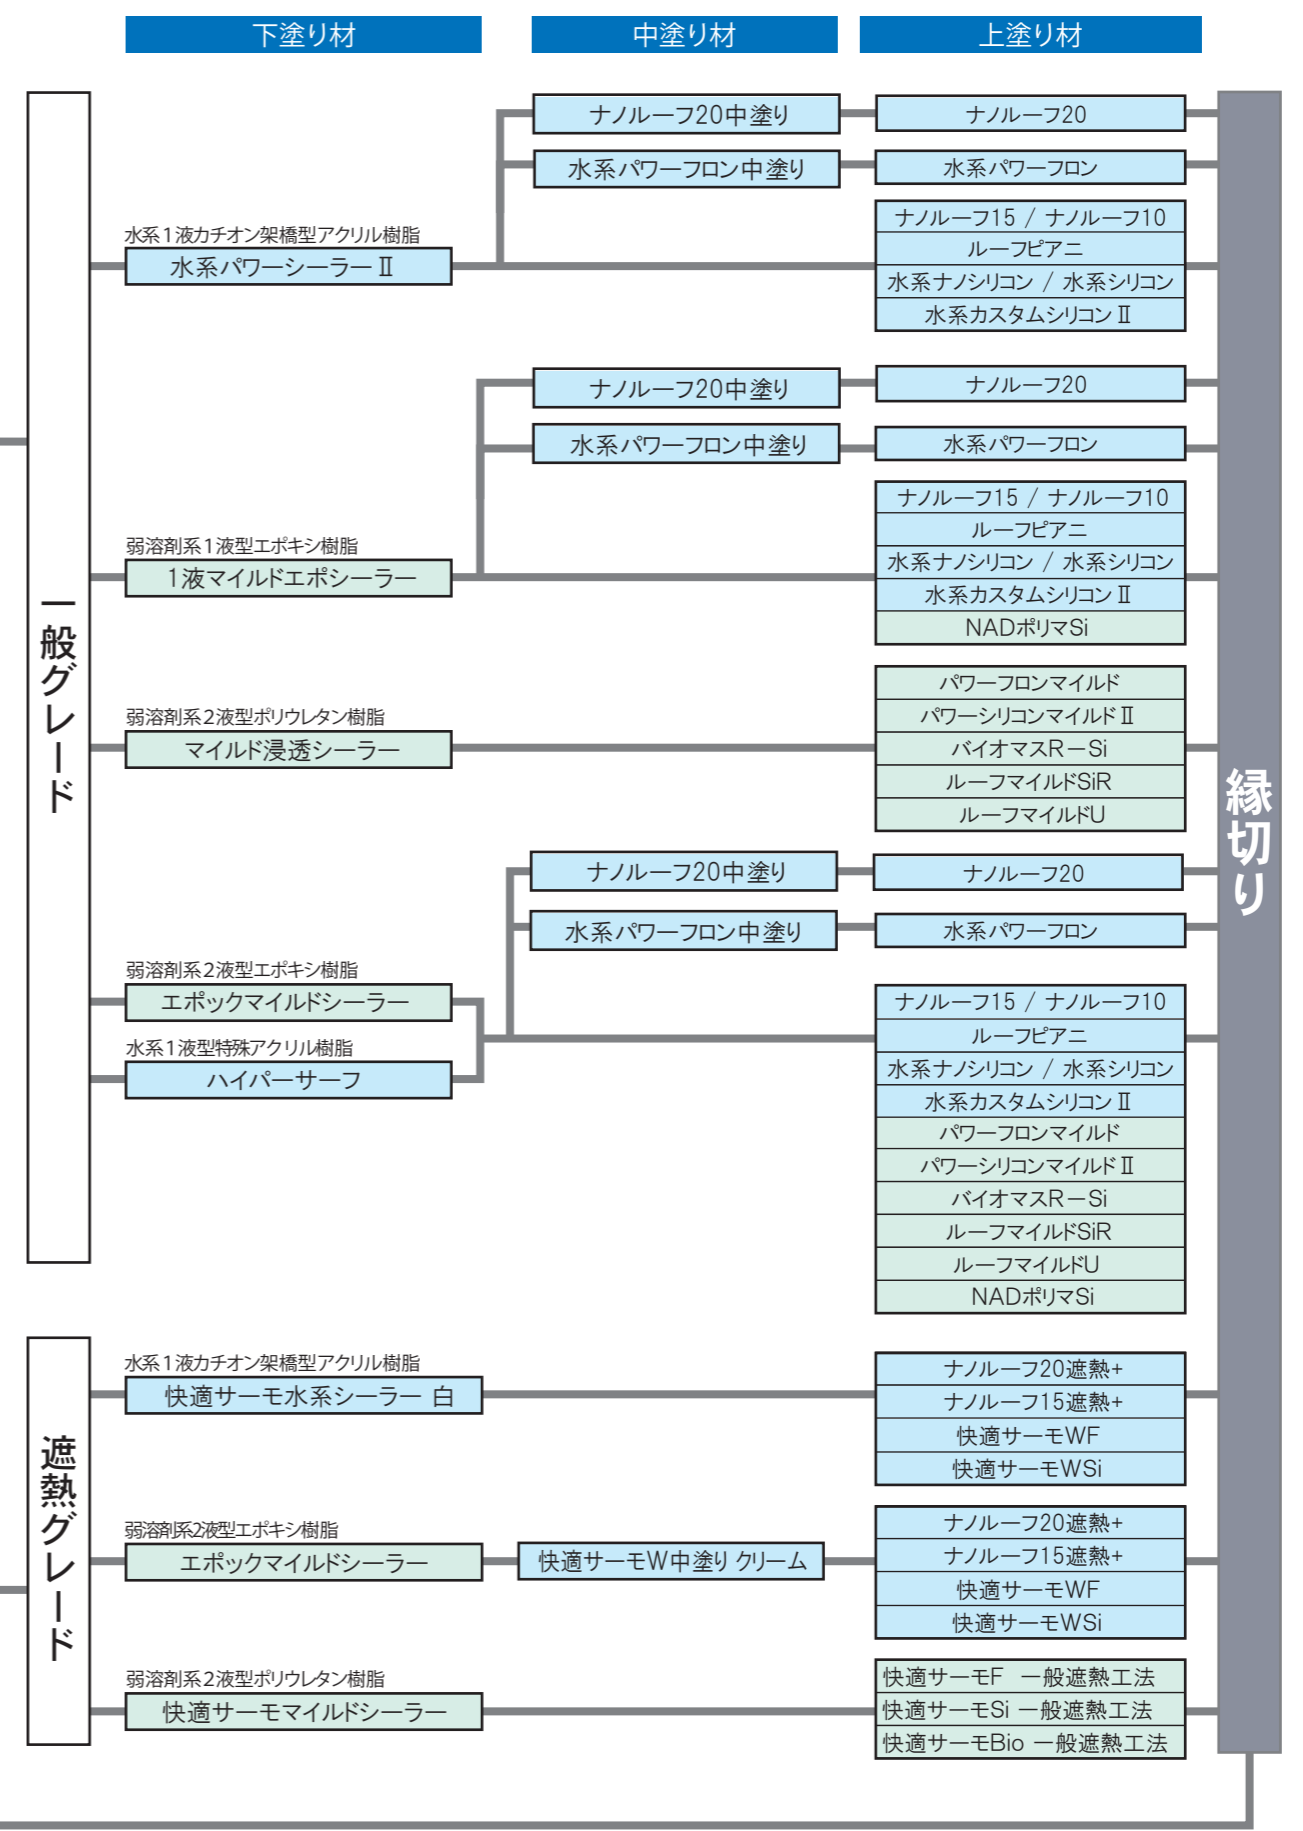 下塗り材
中塗り材
上塗り材
一般グレード
ナノルーフ20中塗り
ナノルーフ20
水系パワーフロン中塗り
水系パワーフロン
水系1液カチオン架橋型アクリル樹脂
水系パワーシーラーⅡ
ナノルーフ15 / ナノルーフ10
ルーフピアニ
水系ナノシリコン / 水系シリコン
水系カスタムシリコンⅡ
ナノルーフ20中塗り
ナノルーフ20
水系パワーフロン中塗り
水系パワーフロン
弱溶剤系1液型エポキシ樹脂
1液マイルドエポシーラー
ナノルーフ15 / ナノルーフ10
ルーフピアニ
水系ナノシリコン / 水系シリコン
水系カスタムシリコンⅡ
NADポリマSi
弱溶剤系2液型ポリウレタン樹脂
マイルド浸透シーラー
パワーフロンマイルド
パワーシリコンマイルドⅡ
バイオマスR－Si
ルーフマイルドSiR
ルーフマイルドU
ナノルーフ20中塗り
ナノルーフ20
水系パワーフロン中塗り
水系パワーフロン
弱溶剤系2液型エポキシ樹脂
エポックマイルドシーラー
水系1液型特殊アクリル樹脂
ハイパーサーフ
ナノルーフ15 / ナノルーフ10
ルーフピアニ
水系ナノシリコン / 水系シリコン
水系カスタムシリコンⅡ
パワーフロンマイルド
パワーシリコンマイルドⅡ
バイオマスR－Si
ルーフマイルドSiR
ルーフマイルドU
NADポリマSi
遮熱グレード
水系1液カチオン架橋型アクリル樹脂
快適サーモ水系シーラー 白
ナノルーフ20遮熱+
ナノルーフ15遮熱+
快適サーモWF
快適サーモWSi
弱溶剤系2液型エポキシ樹脂
エポックマイルドシーラー
快適サーモW中塗り クリーム
ナノルーフ20遮熱+
ナノルーフ15遮熱+
快適サーモWF
快適サーモWSi
弱溶剤系2液型ポリウレタン樹脂
快適サーモマイルドシーラー
快適サーモF 一般遮熱工法
快適サーモSi 一般遮熱工法
快適サーモBio 一般遮熱工法
縁切り